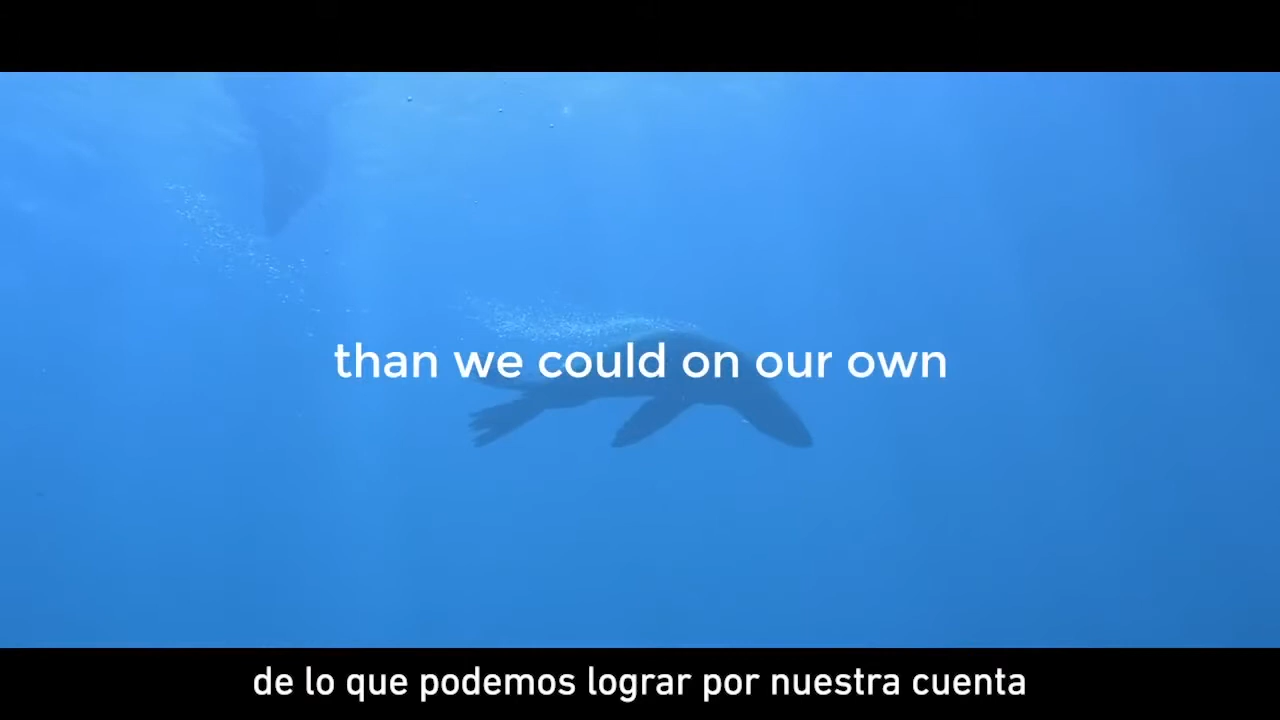 than we could on our own
de lo que podemos lograr por nuestra cuenta